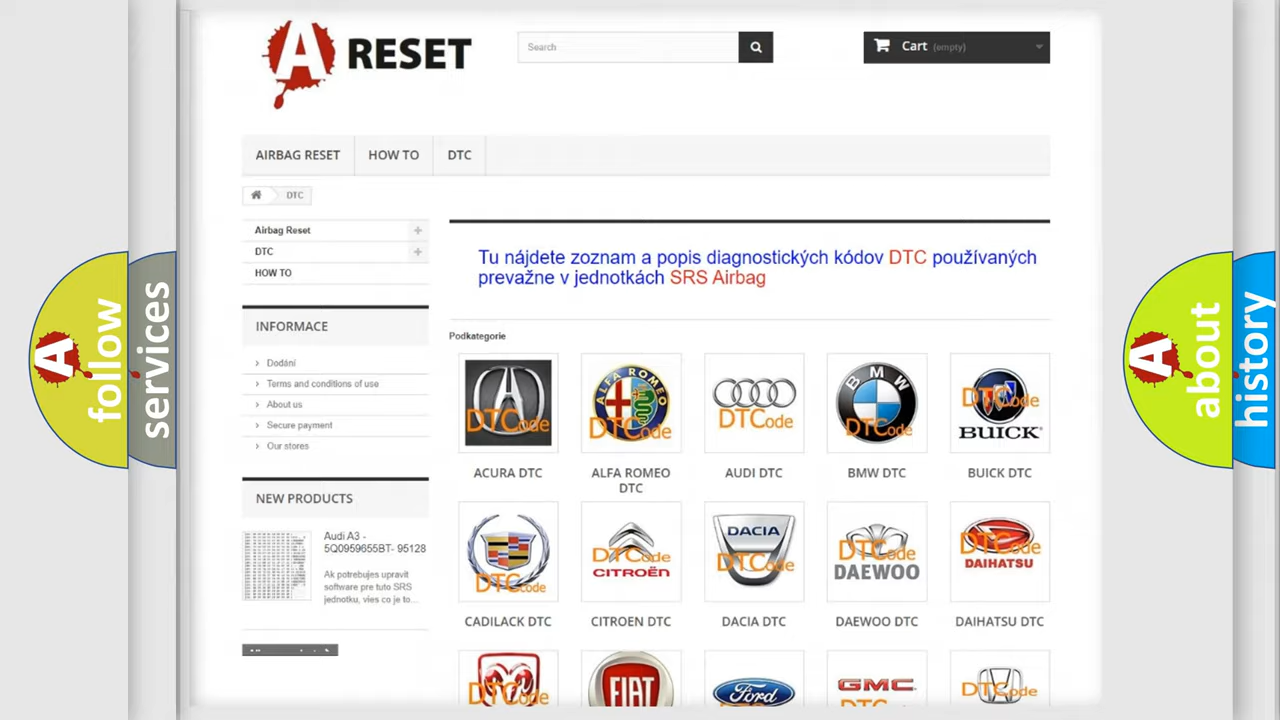 A RESET
Search
Cart (empty)
AIRBAG RESET
HOW TO
DTC
DTC
Airbag Reset
DTC
HOW TO
Tu nájdete zoznam a popis diagnostických kódov DTC používaných
prevažne v jednotkách SRS Airbag
INFORMACE
Dodání
Terms and conditions of use
About us
Secure payment
Our stores
NEW PRODUCTS
Audi A3 -
5Q0959655BT- 95128
Ak potrebujes upravit
software pre tuto SRS
jednotku, vies co je to...
Podkategorie
DTCode
ALFA ROMEO
DTCode
DTCode
BMW
DTCode
DTCode
BUICK
ACURA DTC
ALFA ROMEO
DTC
AUDI DTC
BMW DTC
BUICK DTC
DTCode
DTCode
CITROËN
DACIA
DTCode
DTCode
DAEWOO
DTCode
DAIHATSU
CADILACK DTC
CITROEN DTC
DACIA DTC
DAEWOO DTC
DAIHATSU DTC
DTCode
FIAT
Ford
GMC
DTCode
A follow
services
A about
history